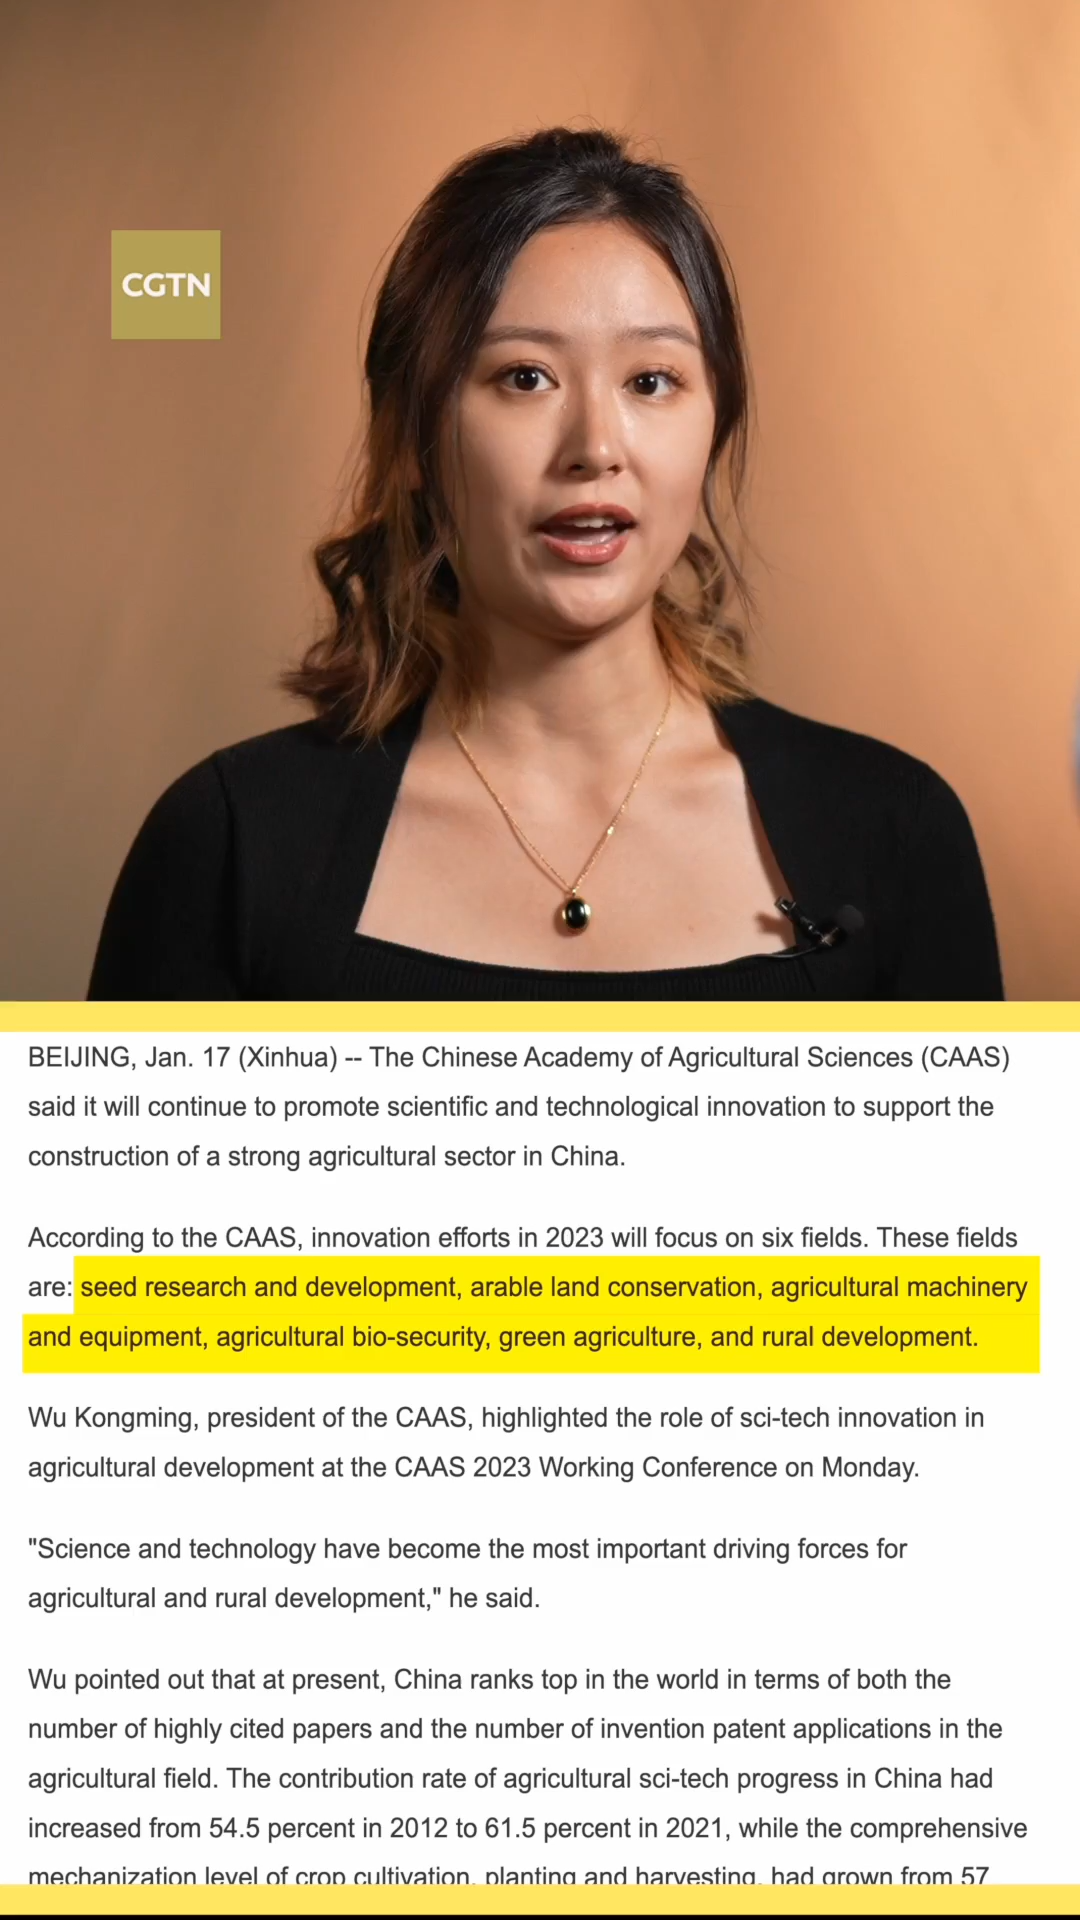 CGTN
BEIJING, Jan. 17 (Xinhua) -- The Chinese Academy of Agricultural Sciences (CAAS)
said it will continue to promote scientific and technological innovation to support the
construction of a strong agricultural sector in China.
According to the CAAS, innovation efforts in 2023 will focus on six fields. These fields
are: seed research and development, arable land conservation, agricultural machinery
and equipment, agricultural bio-security, green agriculture, and rural development.
Wu Kongming, president of the CAAS, highlighted the role of sci-tech innovation in
agricultural development at the CAAS 2023 Working Conference on Monday.
"Science and technology have become the most important driving forces for
agricultural and rural development," he said.
Wu pointed out that at present, China ranks top in the world in terms of both the
number of highly cited papers and the number of invention patent applications in the
agricultural field. The contribution rate of agricultural sci-tech progress in China had
increased from 54.5 percent in 2012 to 61.5 percent in 2021, while the comprehensive
mechanization level of crop cultivation, planting and harvesting, had grown from 57